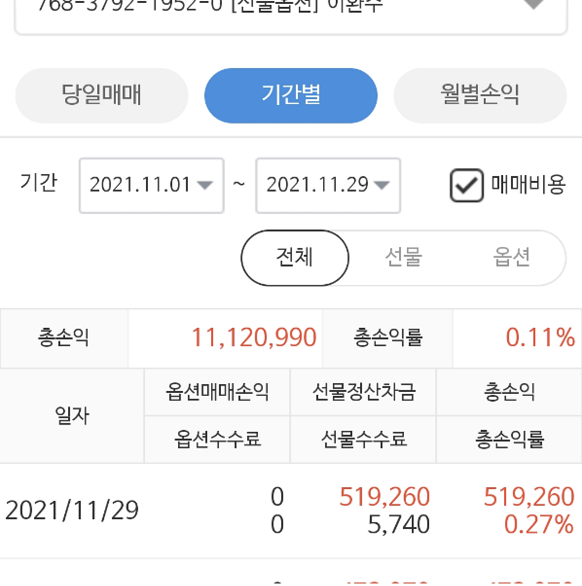 768-3792-1952-0 [선물옵션] 이환수
당일매매 기간별 월별손익
기간 2021.11.01 ~ 2021.11.29 매매비용
전체 선물 옵션
총손익 11,120,990 총손익률 0.11%
일자 옵션매매손익 선물정산차금 총손익
옵션수수료 선물수수료 총손익률
2021/11/29 0 519,260 519,260
0 5,740 0.27%